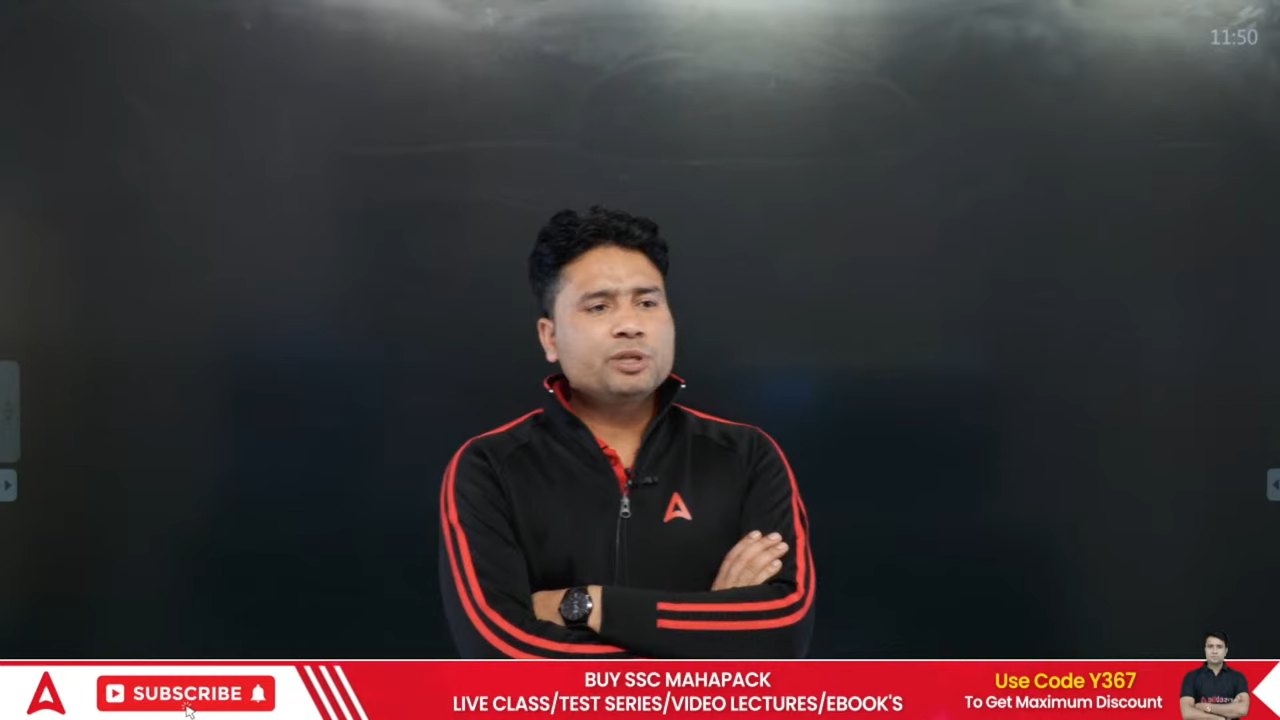 11:50
SUBSCRIBE
BUY SSC MAHAPACK
LIVE CLASS/TEST SERIES/VIDEO LECTURES/EBOOK'S
Use Code Y367
To Get Maximum Discount